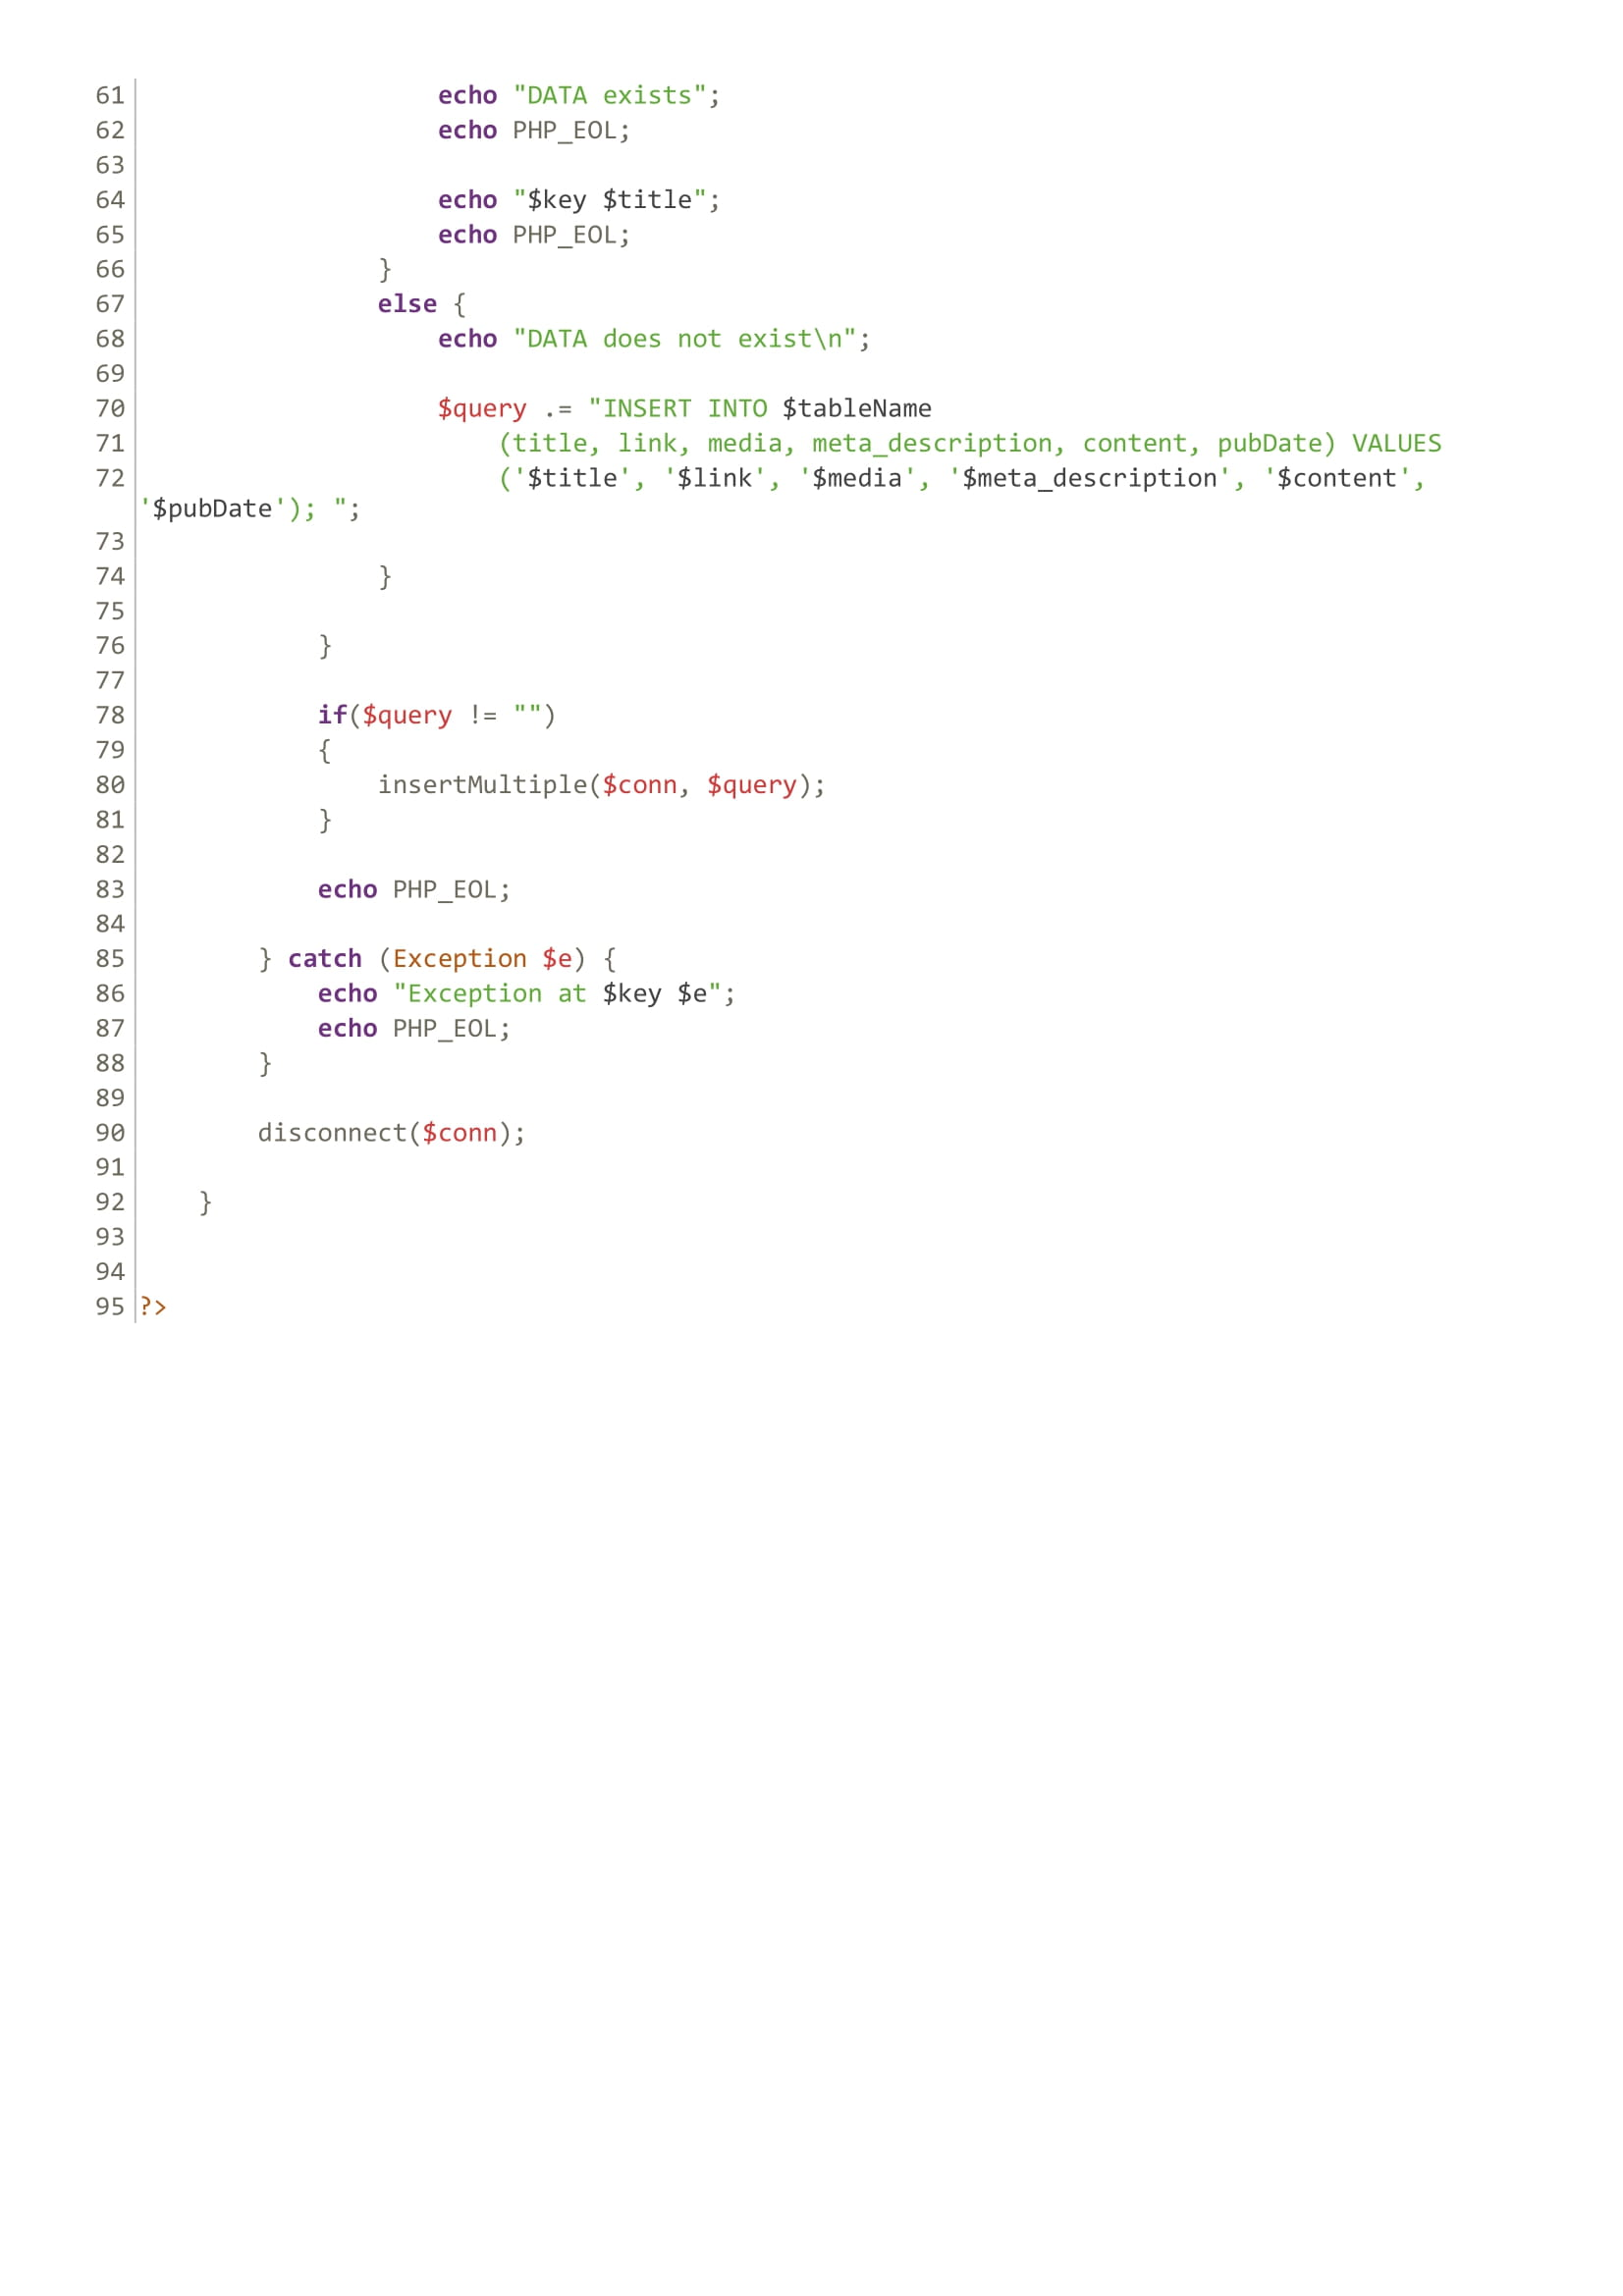 61                    echo "DATA exists";
62                    echo PHP_EOL;
63
64                    echo "$key $title";
65                    echo PHP_EOL;
66                }
67                else {
68                    echo "DATA does not exist\n";
69
70                    $query .= "INSERT INTO $tableName
71                        (title, link, media, meta_description, content, pubDate) VALUES
72                        ('$title', '$link', '$media', '$meta_description', '$content',
'$pubDate'); ";
73
74                }
75
76            }
77
78            if($query != "")
79            {
80                insertMultiple($conn, $query);
81            }
82
83            echo PHP_EOL;
84
85        } catch (Exception $e) {
86            echo "Exception at $key $e";
87            echo PHP_EOL;
88        }
89
90        disconnect($conn);
91
92    }
93
94
95 ?>